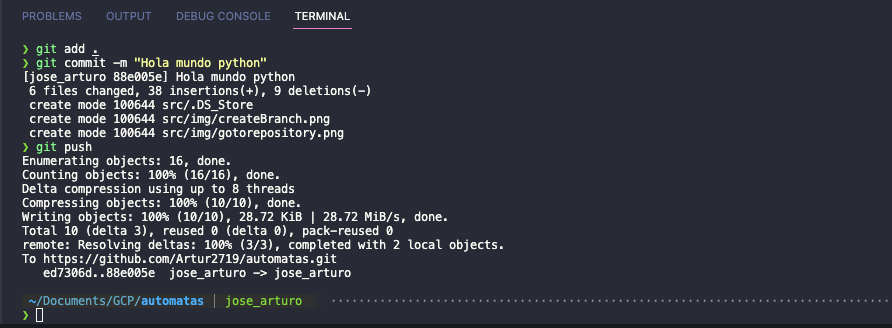 PROBLEMS OUTPUT DEBUG CONSOLE TERMINAL
❯ git add .
❯ git commit -m "Hola mundo python"
[jose_arturo 88e005e] Hola mundo python
 6 files changed, 38 insertions(+), 9 deletions(-)
 create mode 100644 src/.DS_Store
 create mode 100644 src/img/createBranch.png
 create mode 100644 src/img/gotorepository.png
❯ git push
Enumerating objects: 16, done.
Counting objects: 100% (16/16), done.
Delta compression using up to 8 threads
Compressing objects: 100% (10/10), done.
Writing objects: 100% (10/10), 28.72 KiB | 28.72 MiB/s, done.
Total 10 (delta 3), reused 0 (delta 0), pack-reused 0
remote: Resolving deltas: 100% (3/3), completed with 2 local objects.
To https://github.com/Artur2719/automatas.git
   ed7306d..88e005e  jose_arturo -> jose_arturo
~/Documents/GCP/automatas | jose_arturo
❯